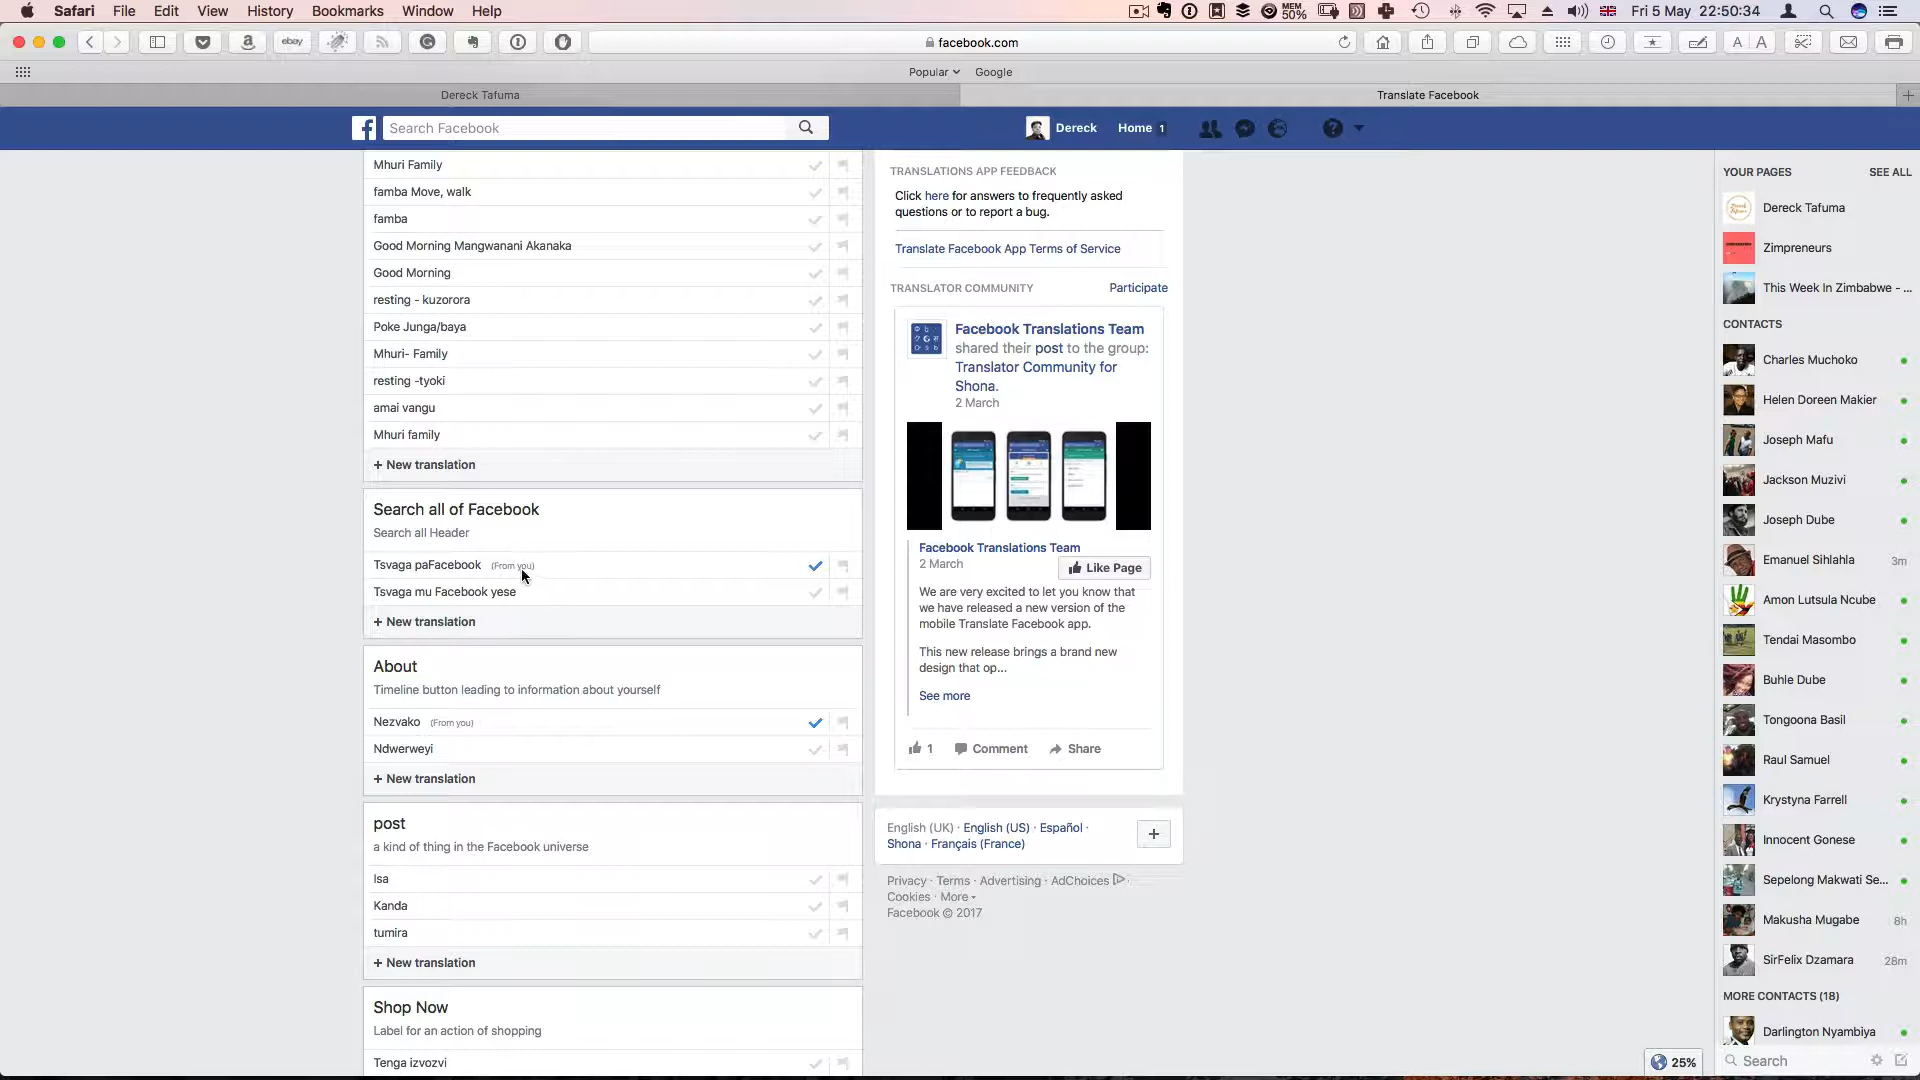 Safari File Edit View History Bookmarks Window Help
MEM 50%
Fri 5 May 22:50:34
a
ebay
facebook.com
A A
Popular Google
Dereck Tafuma
Translate Facebook
Search Facebook
Dereck Home 1
Mhuri Family
famba Move, walk
famba
Good Morning Mangwanani Akanaka
Good Morning
resting - kuzorora
Poke Junga/baya
Mhuri- Family
resting -tyoki
amai vangu
Mhuri family
+ New translation
Search all of Facebook
Search all Header
Tsvaga paFacebook (From you)
Tsvaga mu Facebook yese
+ New translation
About
Timeline button leading to information about yourself
Nezvako (From you)
Ndwerweyi
+ New translation
post
a kind of thing in the Facebook universe
Isa
Kanda
tumira
+ New translation
Shop Now
Label for an action of shopping
Tenga izvozvi
TRANSLATIONS APP FEEDBACK
Click here for answers to frequently asked
questions or to report a bug.
Translate Facebook App Terms of Service
TRANSLATOR COMMUNITY Participate
Facebook Translations Team
shared their post to the group:
Translator Community for
Shona.
2 March
Facebook Translations Team
2 March
Like Page
We are very excited to let you know that
we have released a new version of the
mobile Translate Facebook app.
This new release brings a brand new
design that op...
See more
1 Comment Share
English (UK) · English (US) · Español ·
Shona · Français (France)
+
Privacy · Terms · Advertising · AdChoices ·
Cookies · More
Facebook © 2017
YOUR PAGES SEE ALL
Dereck Tafuma
Zimpreneurs
This Week In Zimbabwe - ...
CONTACTS
Charles Muchoko
Helen Doreen Makier
Joseph Mafu
Jackson Muzivi
Joseph Dube
Emanuel Sihlahla 3m
Amon Lutsula Ncube
Tendai Masombo
Buhle Dube
Tongoona Basil
Raul Samuel
Krystyna Farrell
Innocent Gonese
Sepelong Makwati Se...
Makusha Mugabe 8h
SirFelix Dzamara 28m
MORE CONTACTS (18)
Darlington Nyambiya
25%
Search